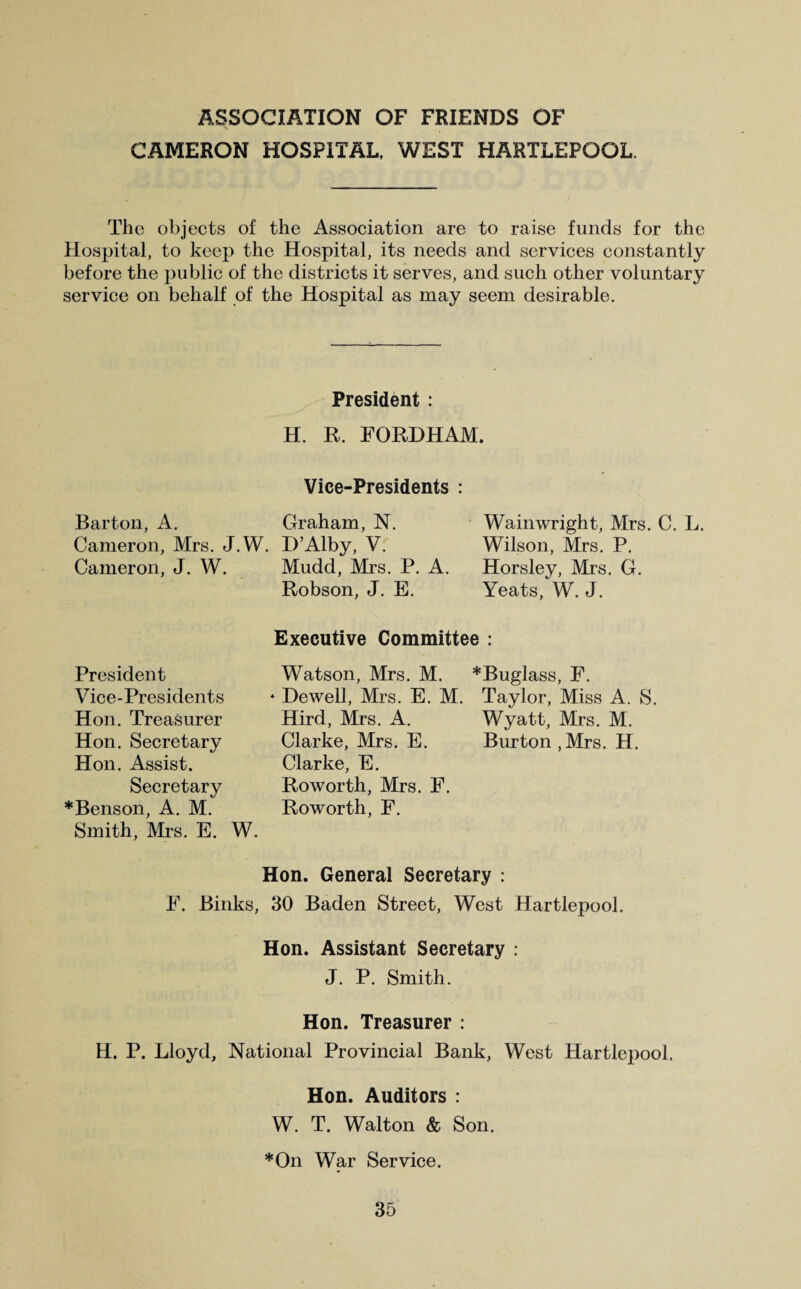 ASSOCIATION OF FRIENDS OF
CAMERON HOSPITAL, WEST HARTLEPOOL.
The objects of the Association are to raise funds for the
Hospital, to keep the Hospital, its needs and services constantly
before the public of the districts it serves, and such other voluntary
service on behalf of the Hospital as may seem desirable.
President :
H. R. FORDHAM.
Vice-Presidents :
Barton, A. Graham, N. Wainwright, Mrs. C. L.
Cameron, Mrs. J.W. D'Alby, V. Wilson, Mrs. P.
Cameron, J. W. Mudd, Mrs. P. A. Horsley, Mrs. G.
Robson, J. E. Yeats, W. J.
Executive Committee :
President Watson, Mrs. M. *Buglass, F.
Vice-Presidents Dewell, Mrs. E. M. Taylor, Miss A. S.
Hon. Treasurer Hird, Mrs. A. Wyatt, Mrs. M.
Hon. Secretary Clarke, Mrs. E. Burton ,Mrs. H.
Hon. Assist. Clarke, E.
Secretary Roworth, Mrs. F.
*Benson, A. M. Roworth, F.
Smith, Mrs. E. W.
Hon. General Secretary :
F. Binks, 30 Baden Street, West Hartlepool.
Hon. Assistant Secretary :
J. P. Smith.
Hon. Treasurer :
H. P. Lloyd, National Provincial Bank, West Hartlepool.
Hon. Auditors :
W. T. Walton & Son.
*On War Service.
35